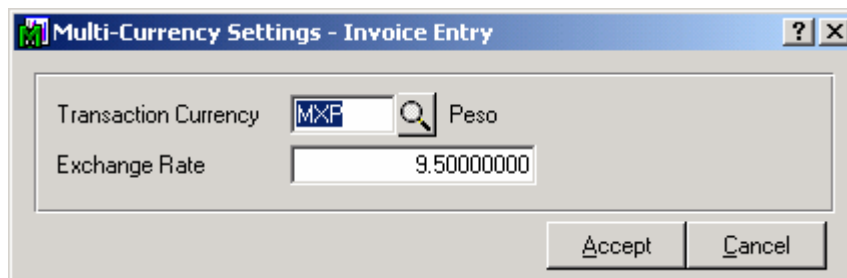 Multi-Currency Settings - Invoice Entry
Transaction Currency MXP Peso
Exchange Rate 9.50000000
Accept Cancel